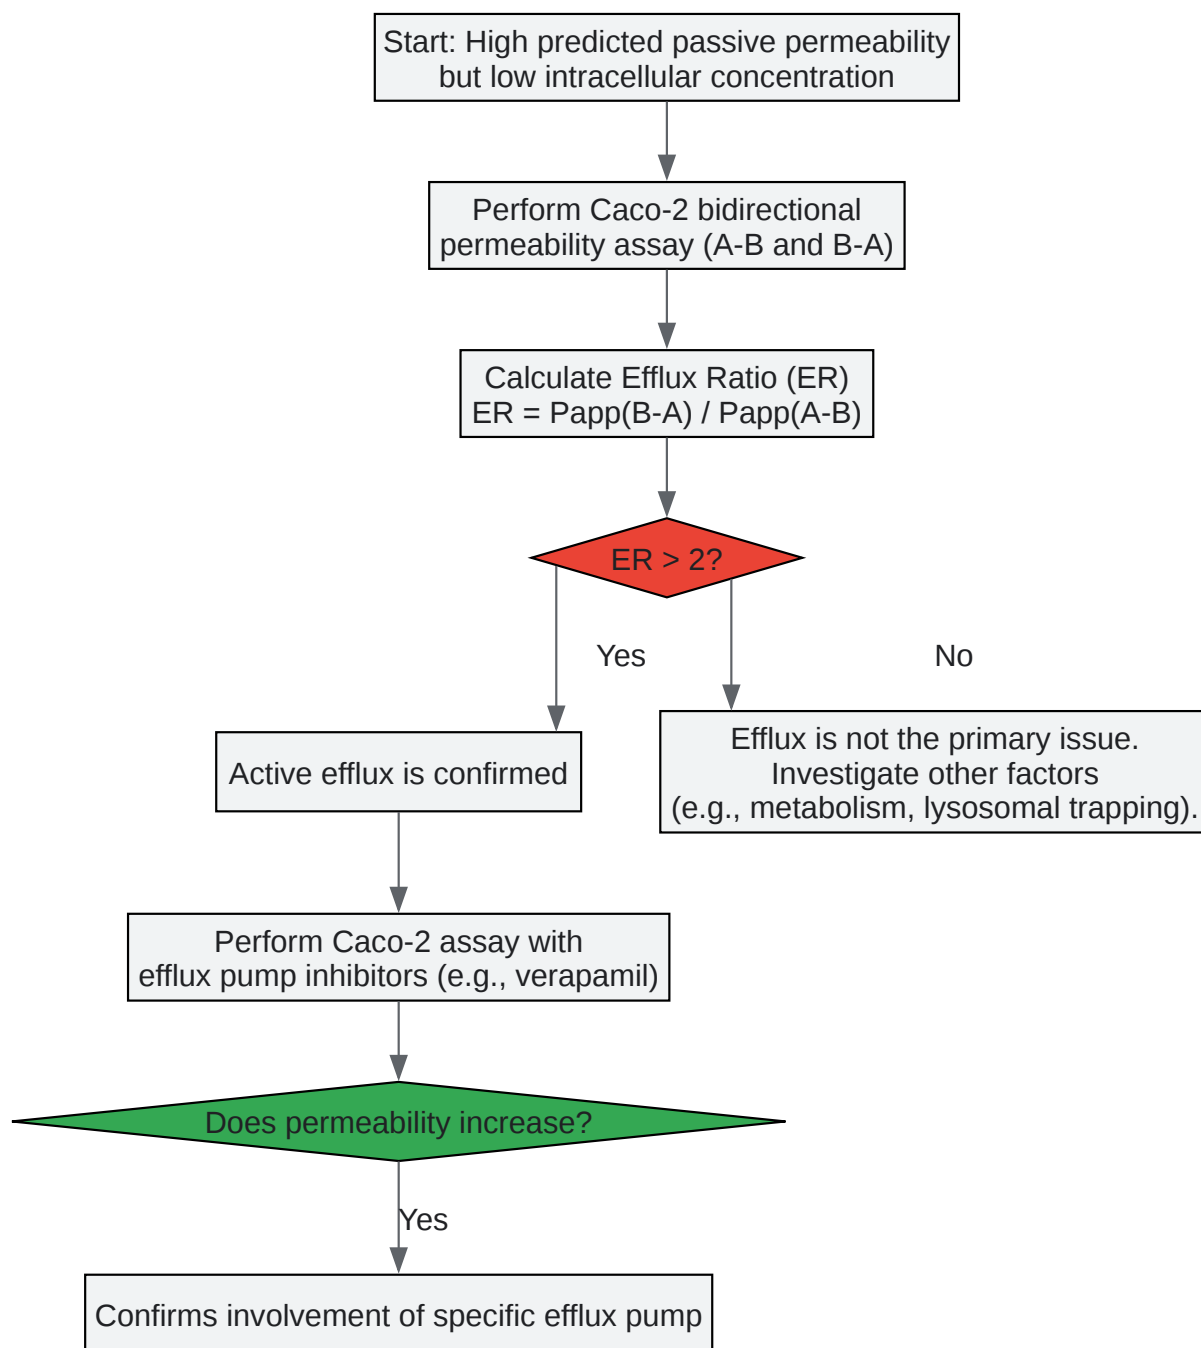 Start: High predicted passive permeability
but low intracellular concentration
Perform Caco-2 bidirectional
permeability assay (A-B and B-A)
Calculate Efflux Ratio (ER)
ER = Papp(B-A) / Papp(A-B)
ER > 2?
Yes
No
Active efflux is confirmed
Efflux is not the primary issue.
Investigate other factors
(e.g., metabolism, lysosomal trapping).
Perform Caco-2 assay with
efflux pump inhibitors (e.g., verapamil)
Does permeability increase?
Yes
Confirms involvement of specific efflux pump